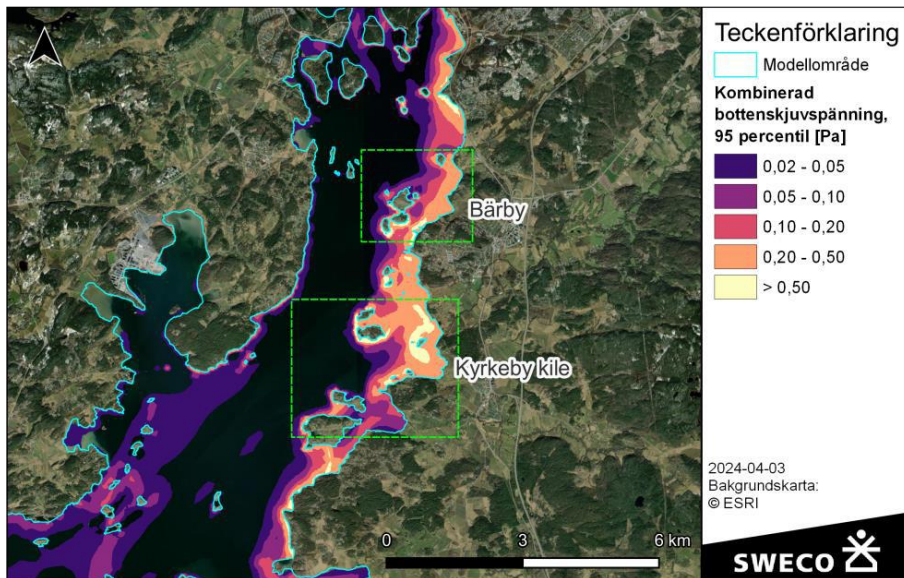 Teckenförklaring
Modellområde
Kombinerad
bottenskjuvspänning,
95 percentil [Pa]
0,02 - 0,05
0,05 - 0,10
0,10 - 0,20
0,20 - 0,50
> 0,50
Bärby
Kyrkeby kile
2024-04-03
Bakgrundskarta:
© ESRI
0 3 6 km
SWECO